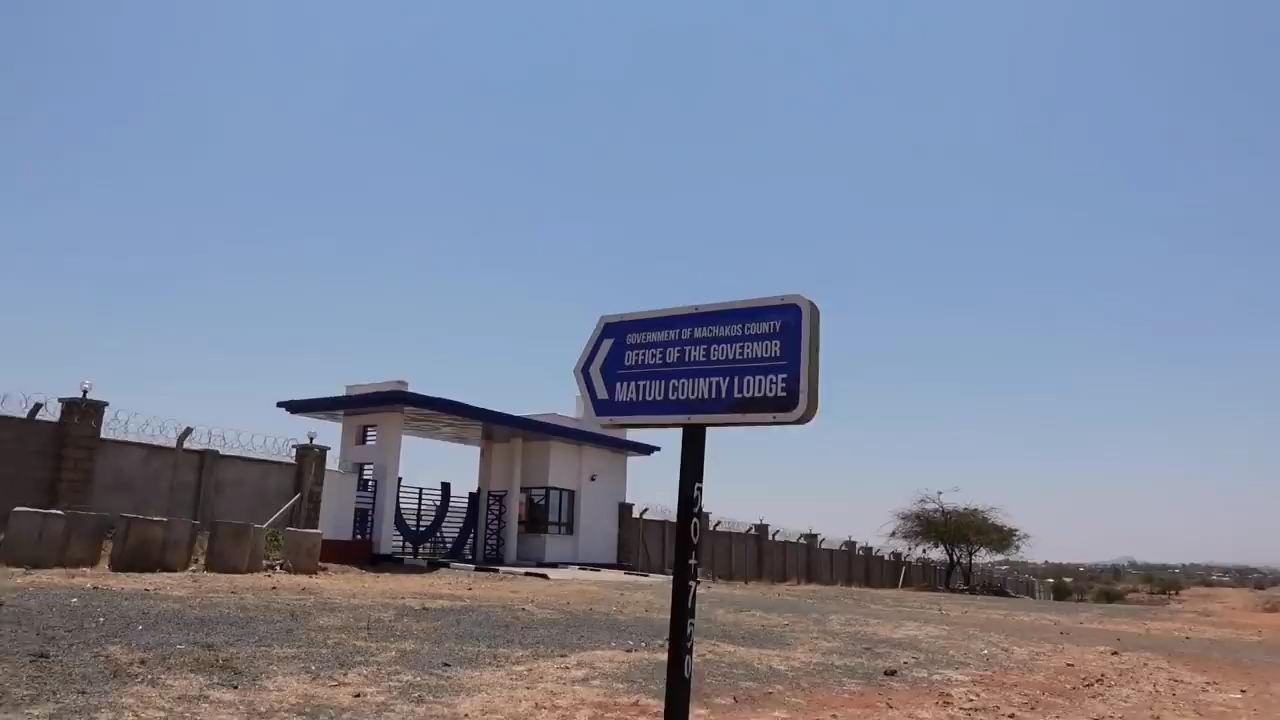 GOVERNMENT OF MACHAKOS COUNTY
OFFICE OF THE GOVERNOR
MATUU COUNTY LODGE
50+750